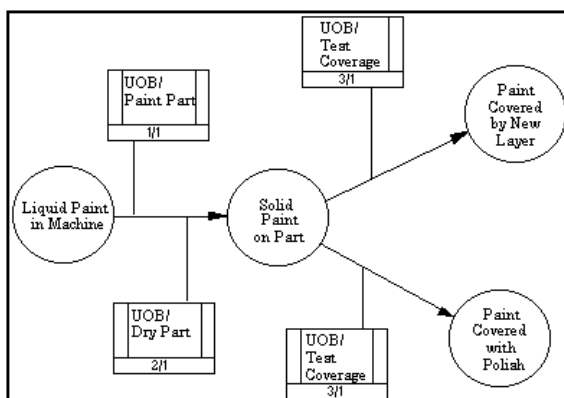 UOB/
Test
Coverage
3/1
UOB/
Paint Part
1/1
Paint
Covered
by New
Layer
Liquid Paint
in Machine
Solid
Paint
on Part
UOB/
Dry Part
2/1
UOB/
Test
Coverage
3/1
Paint
Covered
with
Polish